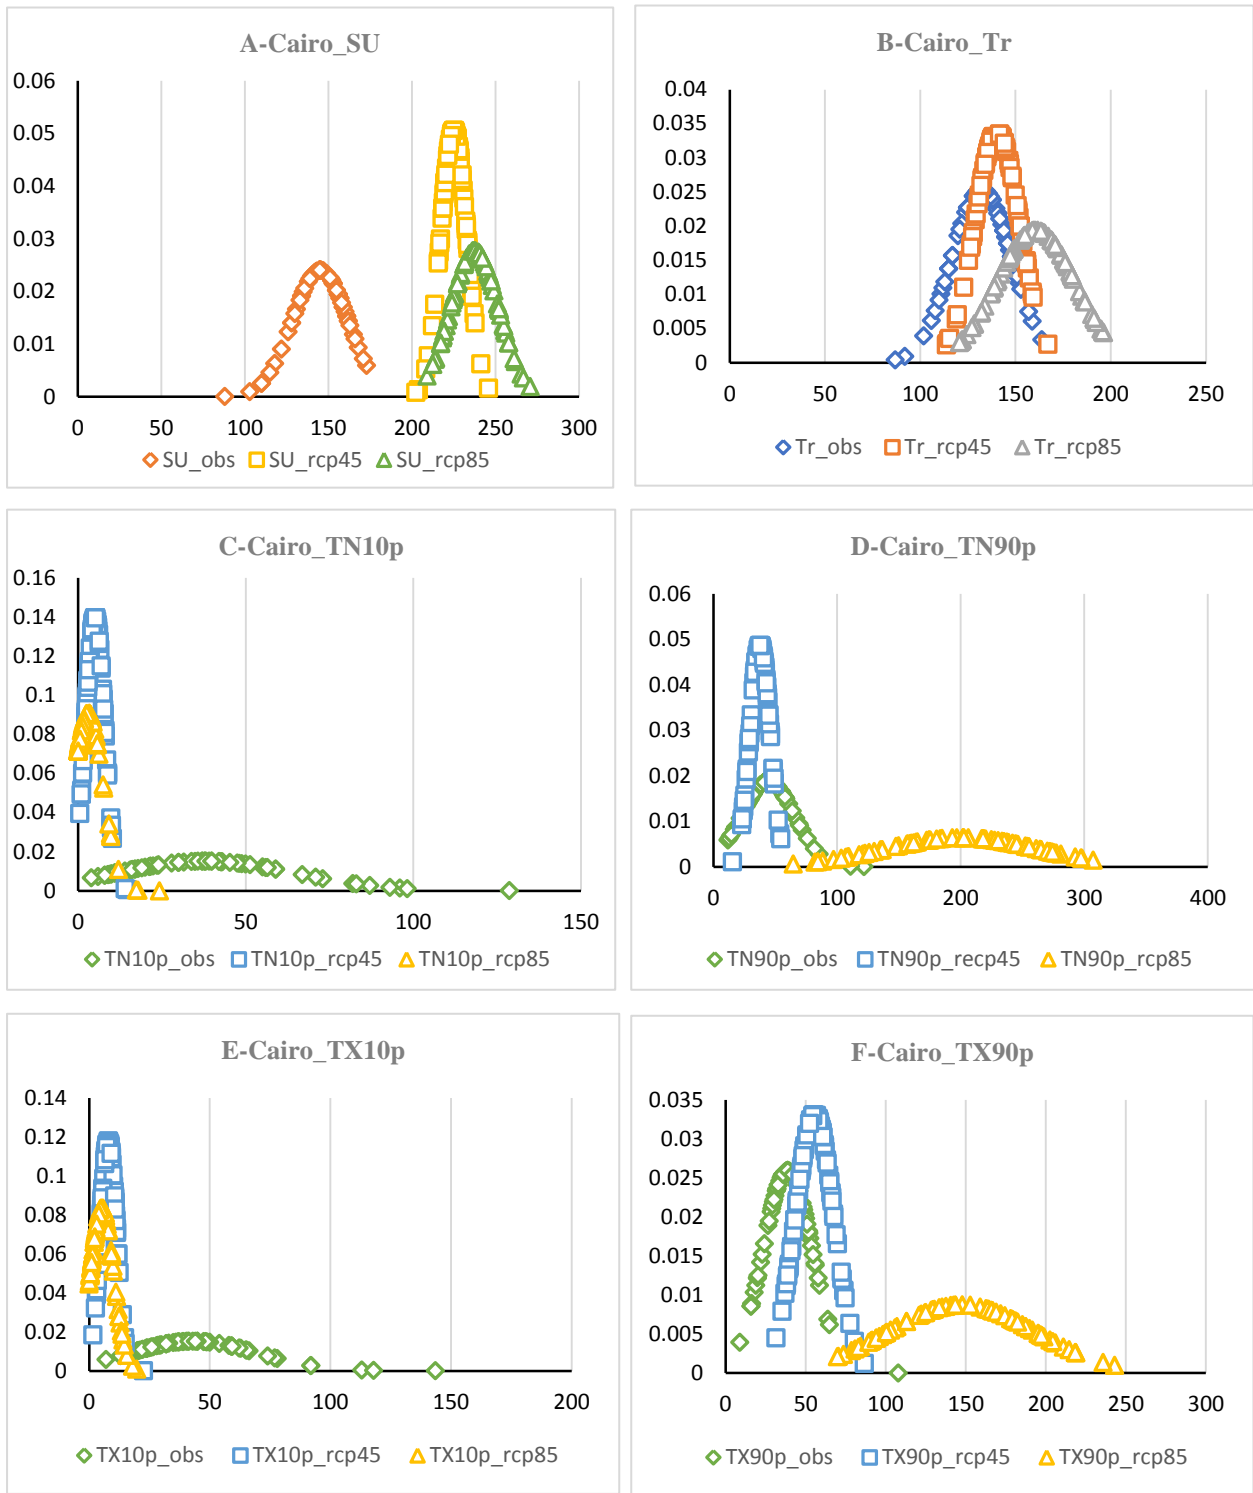 A-Cairo_SU
0.06
0.05
0.04
0.03
0.02
0.01
0
0 50 100 150 200 250 300
SU_obs SU_rcp45 SU_rcp85
B-Cairo_Tr
0.04
0.035
0.03
0.025
0.02
0.015
0.01
0.005
0
0 50 100 150 200 250
Tr_obs Tr_rcp45 Tr_rcp85
C-Cairo_TN10p
0.16
0.14
0.12
0.1
0.08
0.06
0.04
0.02
0
0 50 100 150
TN10p_obs TN10p_rcp45 TN10p_rcp85
D-Cairo_TN90p
0.06
0.05
0.04
0.03
0.02
0.01
0
0 100 200 300 400
TN90p_obs TN90p_recp45 TN90p_rcp85
E-Cairo_TX10p
0.14
0.12
0.1
0.08
0.06
0.04
0.02
0
0 50 100 150 200
TX10p_obs TX10p_rcp45 TX10p_rcp85
F-Cairo_TX90p
0.035
0.03
0.025
0.02
0.015
0.01
0.005
0
0 50 100 150 200 250 300
TX90p_obs TX90p_rcp45 TX90p_rcp85